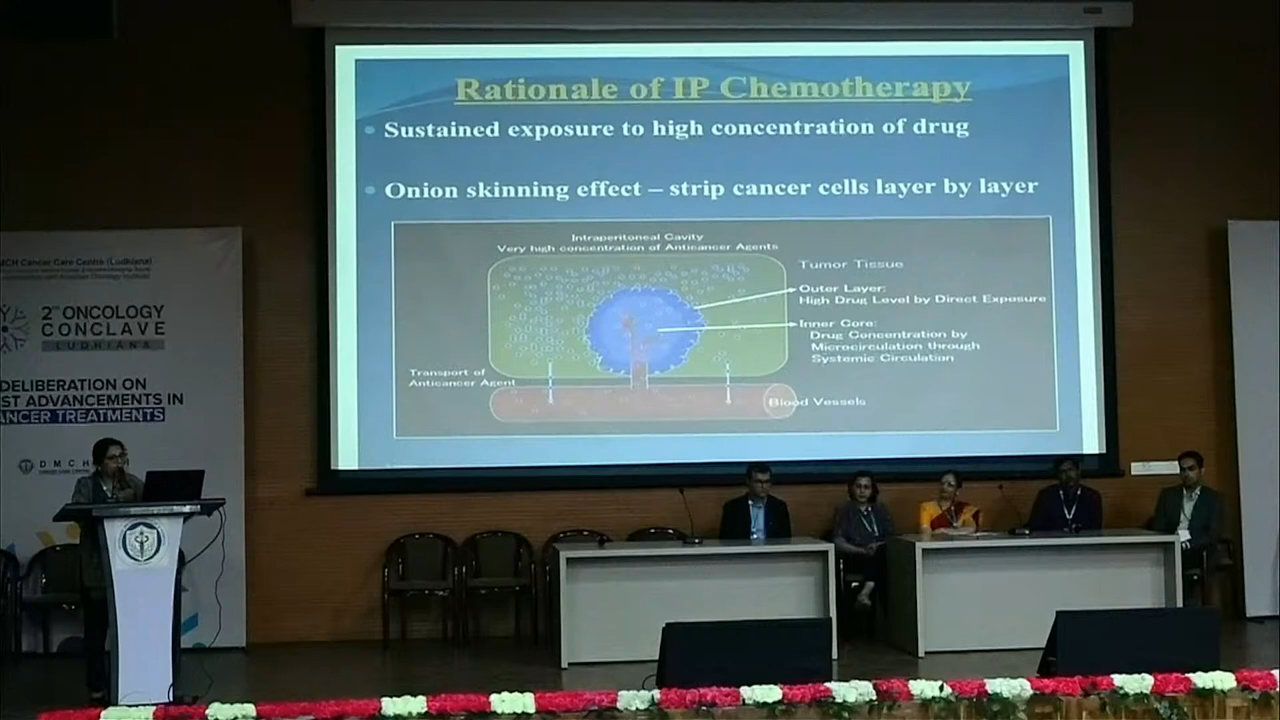 Rationale of IP Chemotherapy
Sustained exposure to high concentration of drug
Onion skinning effect – strip cancer cells layer by layer
Intraperitoneal Cavity
Very high concentration of Anticancer Agents
Tumor Tissue
Outer Layer:
High Drug Level by Direct Exposure
Inner Core:
Drug Concentration by
Microcirculation through
Systemic Circulation
Transport of
Anticancer Agent
Blood Vessels
MCH Cancer Care Centre (Ludhiana)
2nd ONCOLOGY
CONCLAVE
LUDHIANA
DELIBERATION ON
ST ADVANCEMENTS IN
ANCER TREATMENTS
DMCH